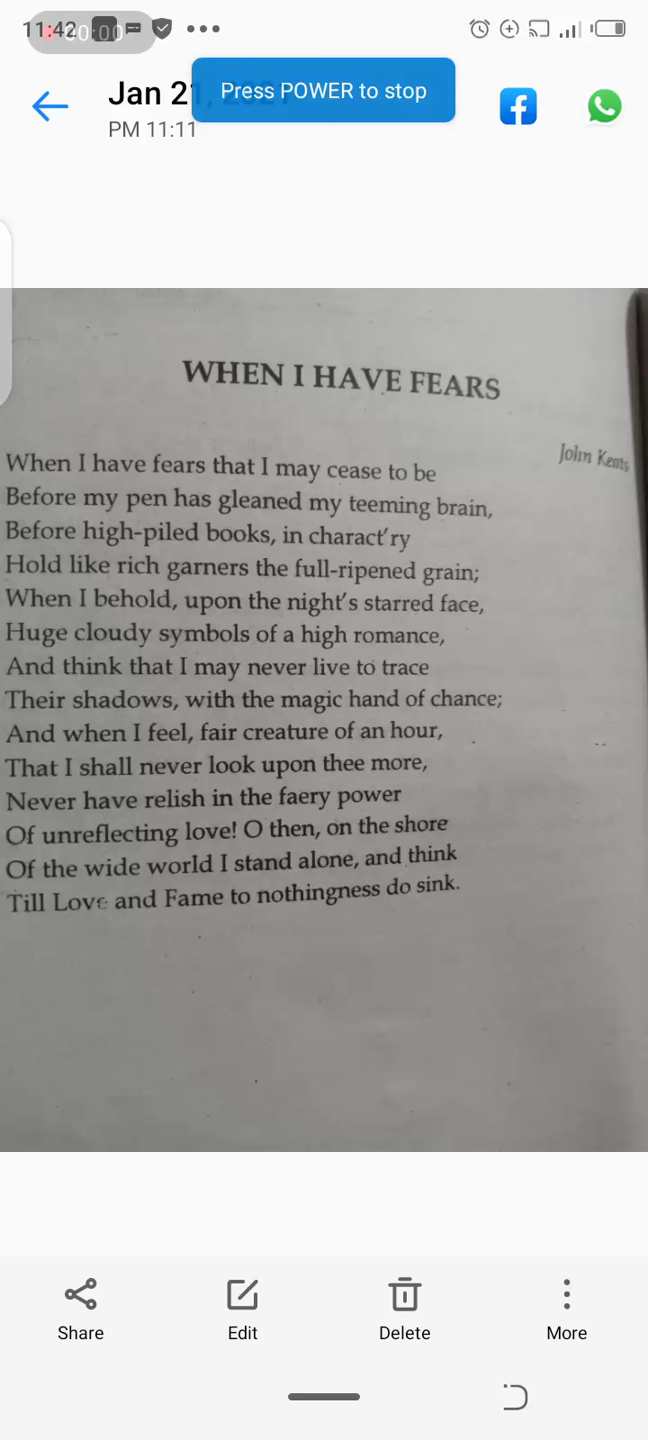 11:42
00:00
Jan 21, 2021
Press POWER to stop
PM 11:11
WHEN I HAVE FEARS
John Keats
When I have fears that I may cease to be
Before my pen has gleaned my teeming brain,
Before high-piled books, in charact'ry
Hold like rich garners the full-ripened grain;
When I behold, upon the night's starred face,
Huge cloudy symbols of a high romance,
And think that I may never live to trace
Their shadows, with the magic hand of chance;
And when I feel, fair creature of an hour,
That I shall never look upon thee more,
Never have relish in the faery power
Of unreflecting love! O then, on the shore
Of the wide world I stand alone, and think
Till Love and Fame to nothingness do sink.
Share
Edit
Delete
More